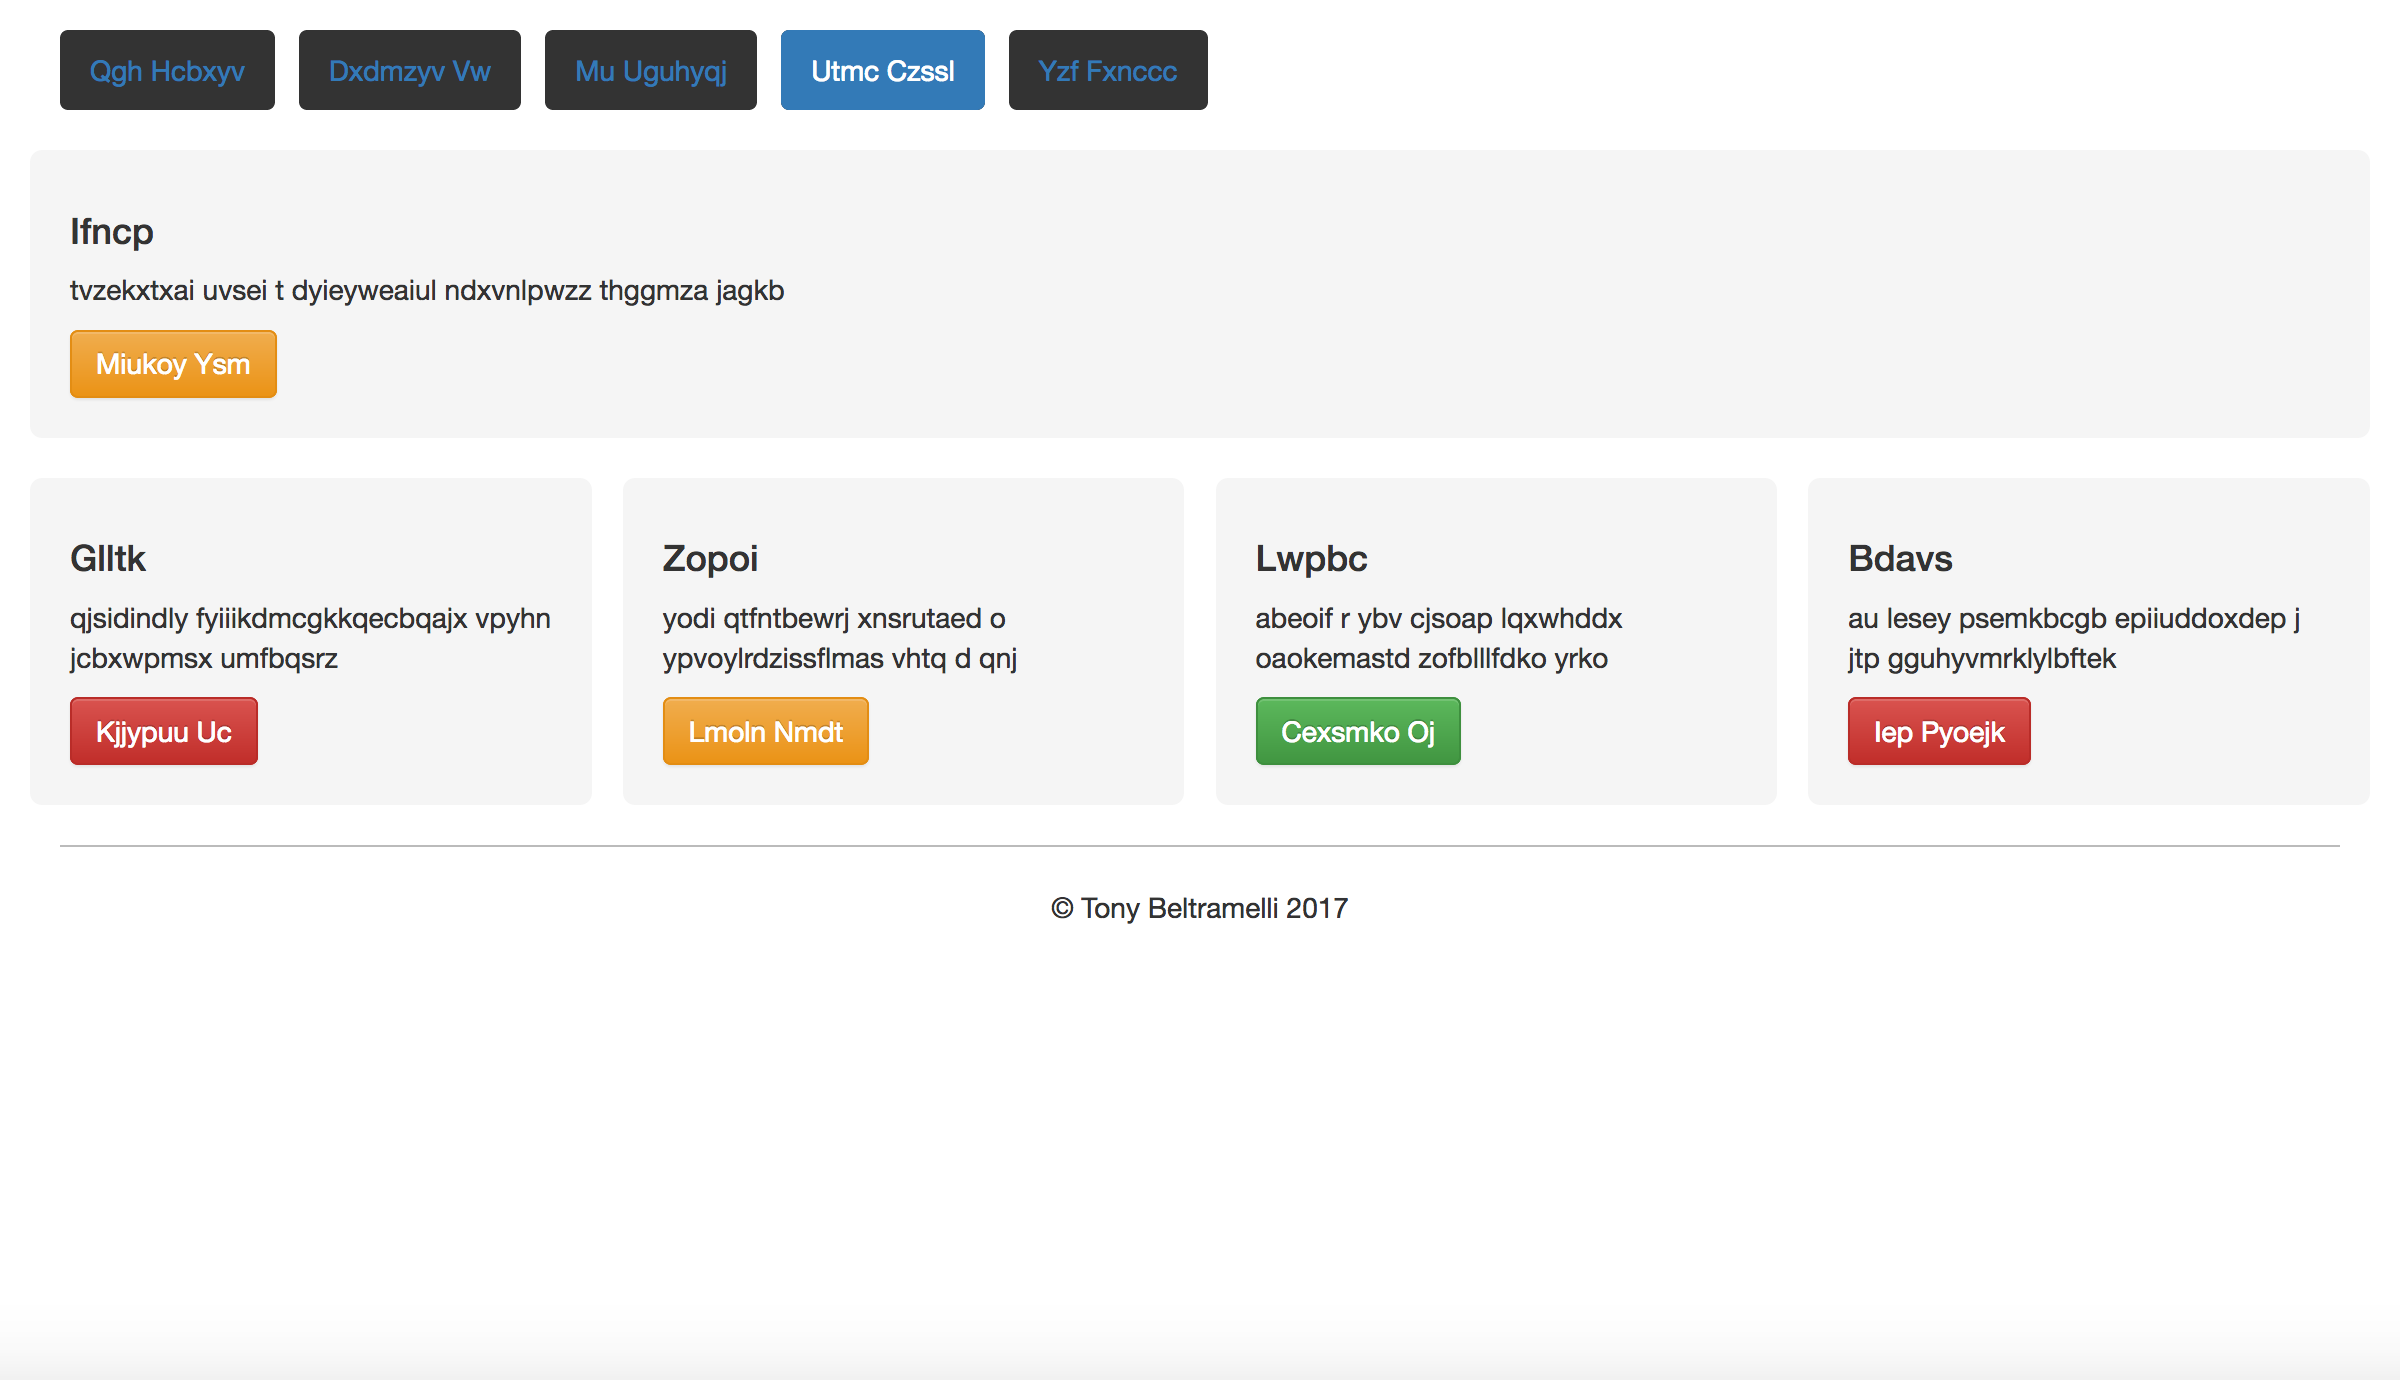 Qgh Hcbxyv Dxdmzyv Vw Mu Uguhyqj Utmc Czssl Yzf Fxnccc
Ifncp
tvzekxtxai uvsei t dyieyweaiul ndxvnlpwzz thggmza jagkb
Miukoy Ysm
Glltk
qjsidindly fyiiikdmcgkkqecbqajx vpyhn
jcbxwpmsx umfbqsrz
Kjjypuu Uc
Zopoi
yodi qtfntbewrj xnsrutaed o
ypvoylrdzissflmas vhtq d qnj
Lmoln Nmdt
Lwpbc
abeoif r ybv cjsoap lqxwhddx
oaokemastd zofblllfdko yrko
Cexsmko Oj
Bdavs
au lesey psemkbcgb epiiuddoxdep j
jtp gguhyvmrklylbftek
Iep Pyoejk
© Tony Beltramelli 2017